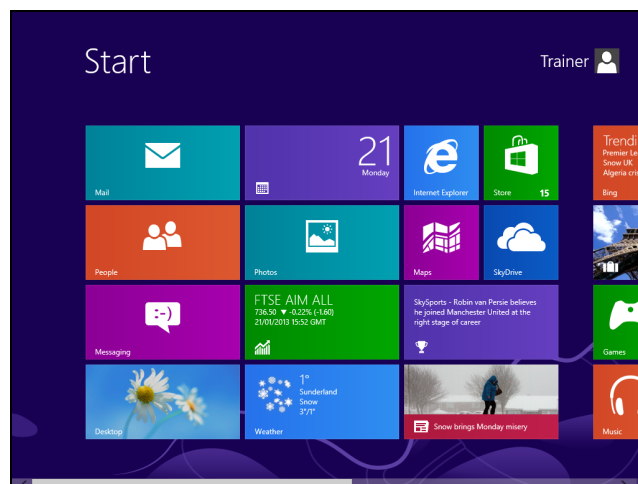 Start
Trainer
Mail
21
Monday
Internet Explorer
Store
15
Trendi
Premier Le
Snow UK
Algeria cris
Bing
People
Photos
Maps
SkyDrive
Messaging
FTSE AIM ALL
736.50 ▼ -0.22% (-1.60)
21/01/2013 15:52 GMT
SkySports - Robin van Persie believes
he joined Manchester United at the
right stage of career
Games
Desktop
1°
Sunderland
Snow
3°/1°
Weather
Snow brings Monday misery
Music